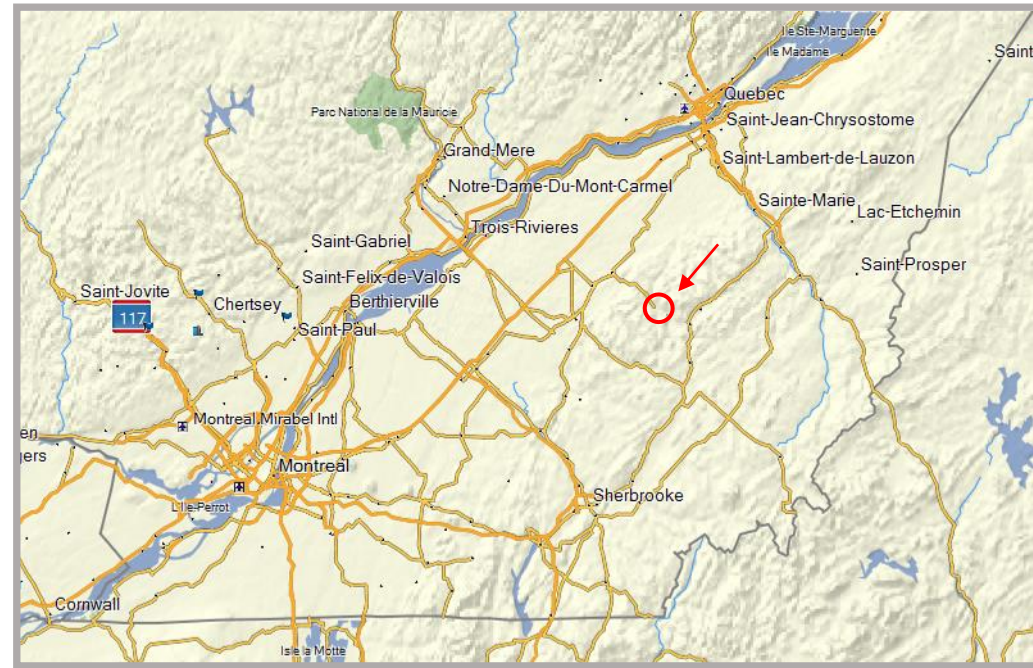 Ile Ste-Marguerite
Ile Madame
Saint
Quebec
Parc National de la Mauricie
Saint-Jean-Chrysostome
Grand-Mere
Saint-Lambert-de-Lauzon
Notre-Dame-Du-Mont-Carmel
Sainte-Marie
Lac-Etchemin
Trois-Rivieres
Saint-Gabriel
Saint-Prosper
Saint-Felix-de-Valois
Saint-Jovite
Chertsey
Berthierville
117
Saint-Paul
Montreal Mirabel Intl
en
jers
Montreal
Sherbrooke
L'Ile-Perrot
Cornwall
Isle la Motte